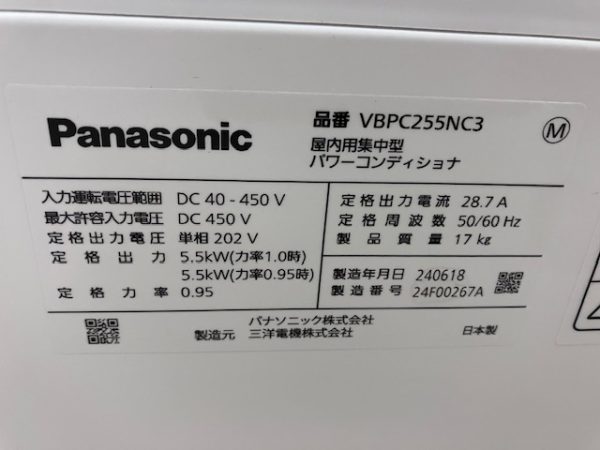 Panasonic
品番 VBPC255NC3
屋内用集中型
パワーコンディショナ
M
入力運転電圧範囲 DC 40 - 450 V
最大許容入力電圧 DC 450 V
定格出力電圧 単相 202 V
定格出力 5.5kW(力率1.0時)
5.5kW(力率0.95時)
定格力率 0.95
定格出力電流 28.7 A
定格周波数 50/60 Hz
製品質量 17 kg
製造年月日 240618
製造番号 24F00267A
製造元 パナソニック株式会社
三洋電機株式会社
日本製